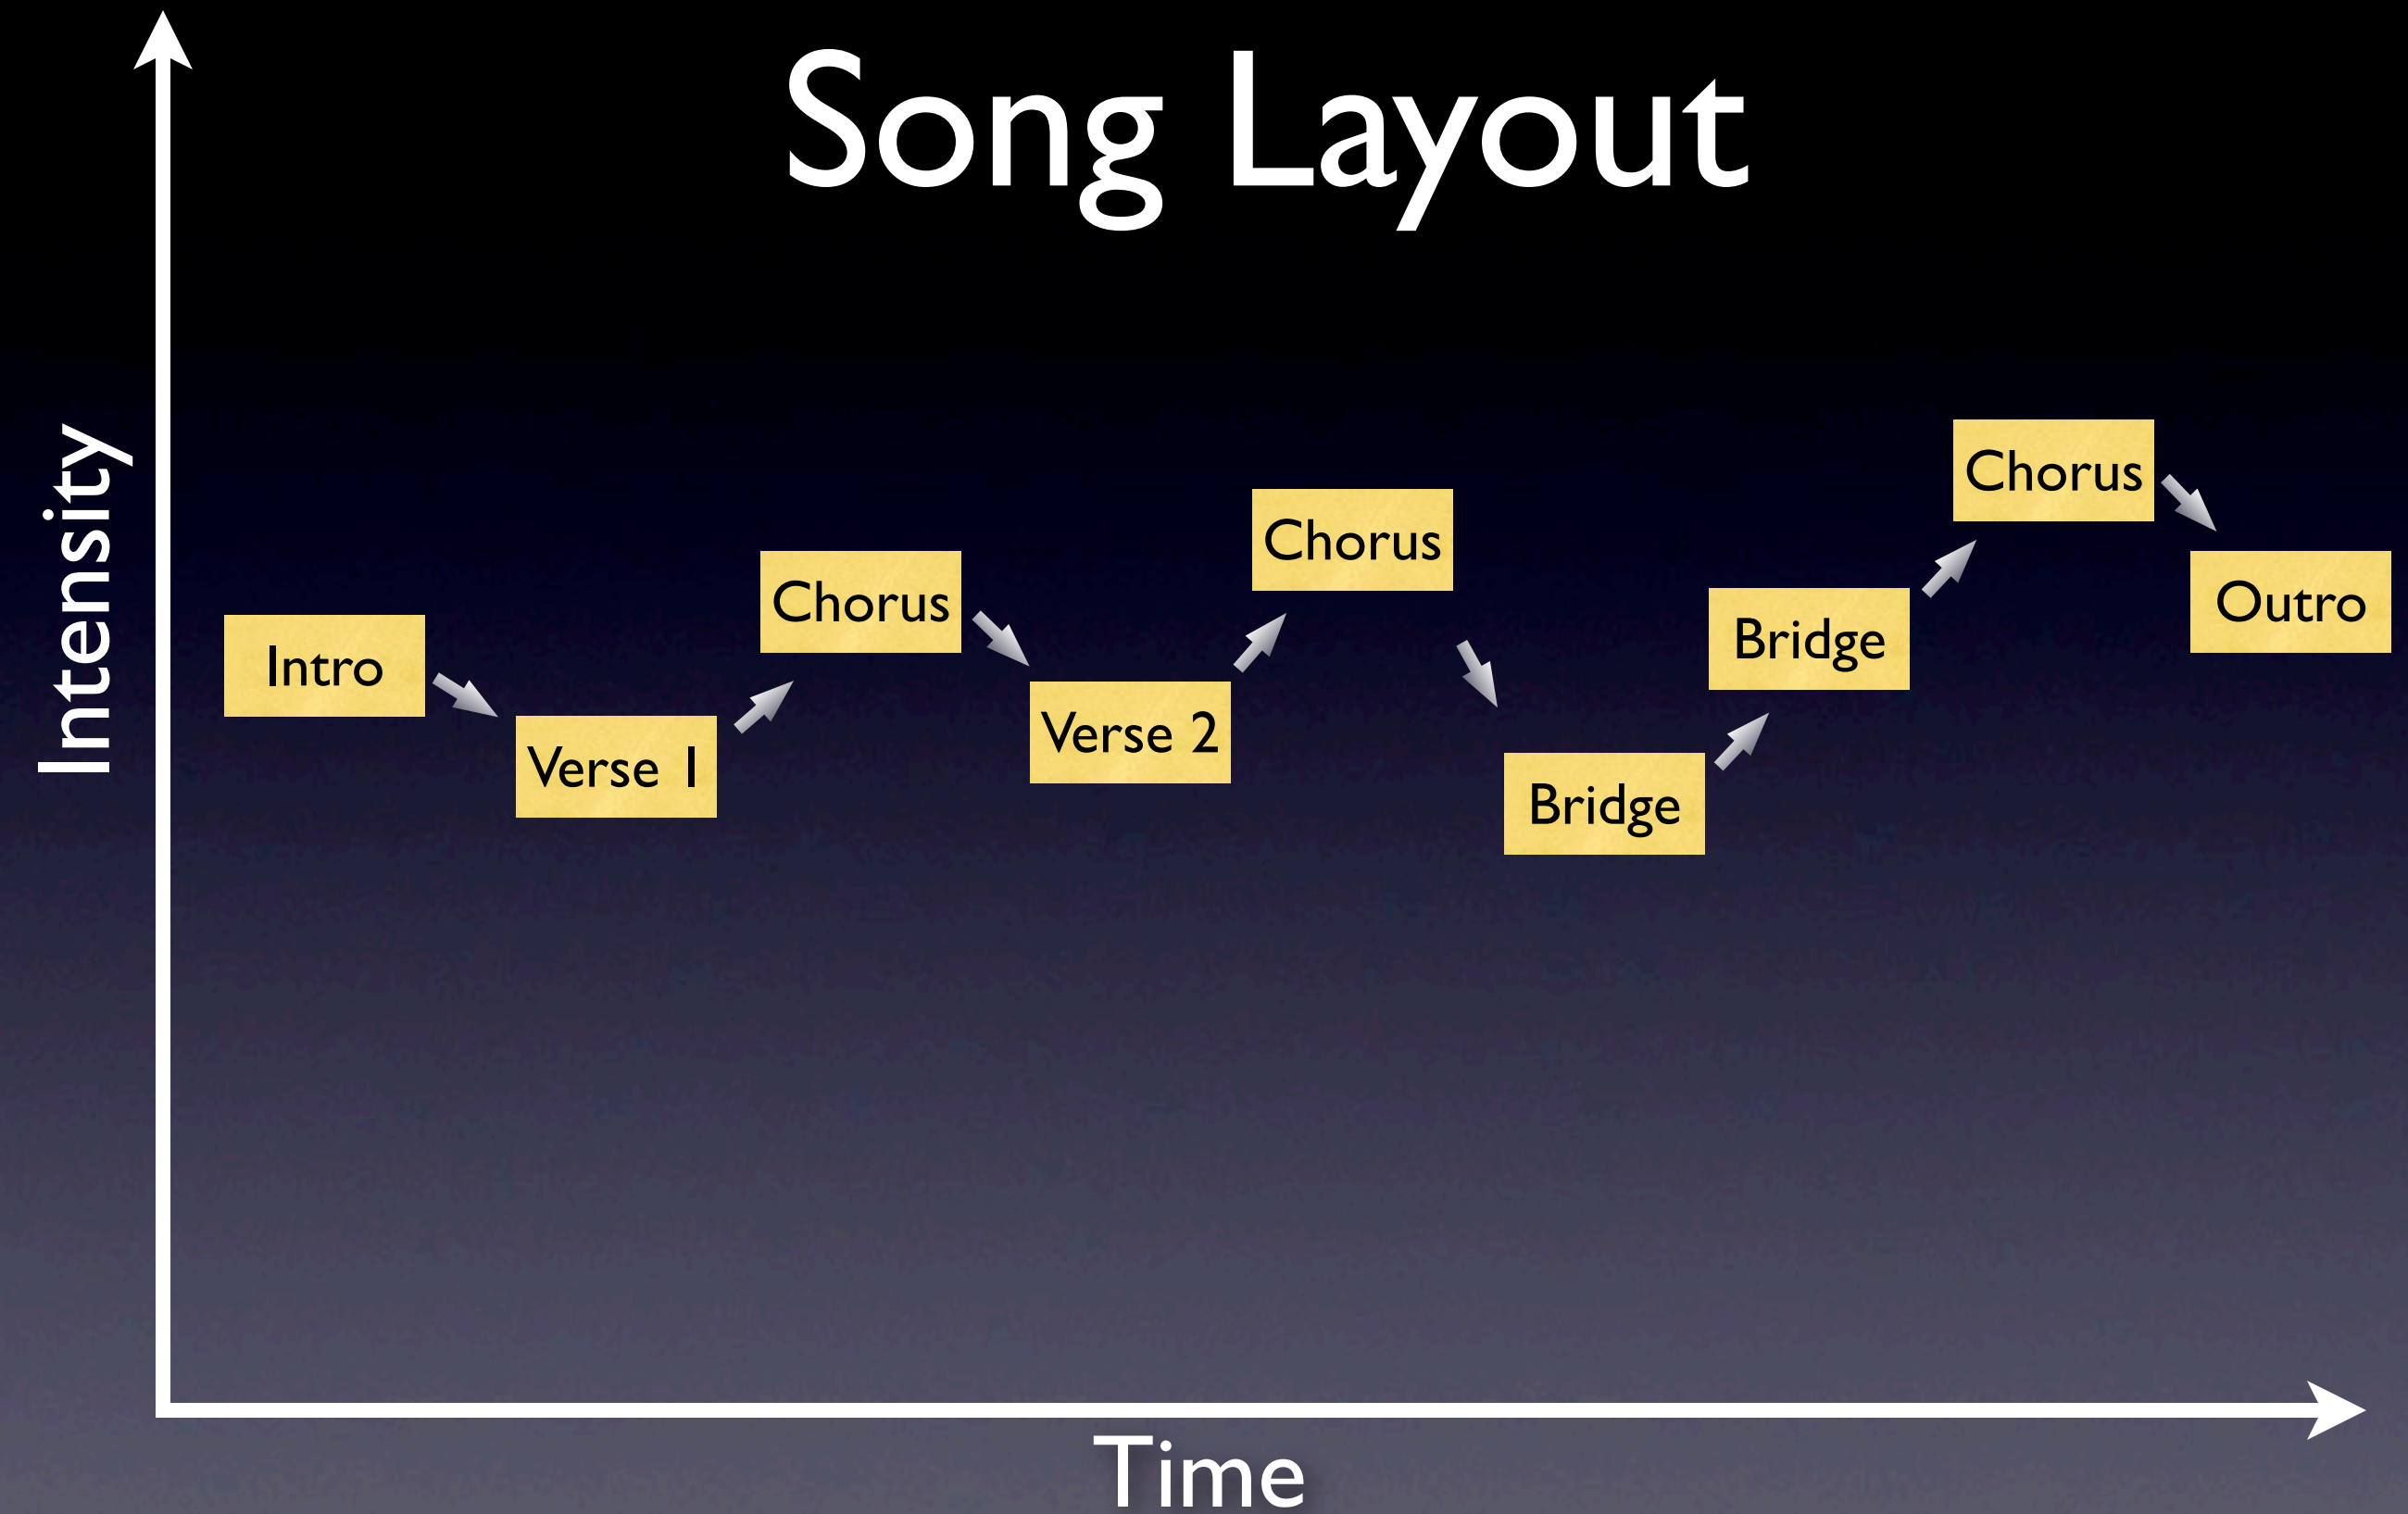 Song Layout
Intensity
Intro
Verse 1
Chorus
Verse 2
Chorus
Bridge
Bridge
Chorus
Outro
Time